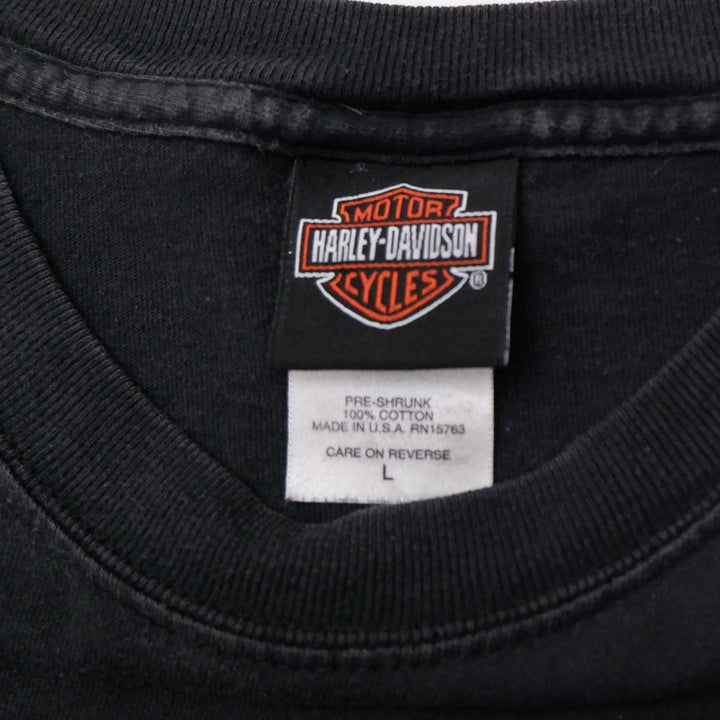 MOTOR
HARLEY-DAVIDSON
CYCLES
®
PRE-SHRUNK
100% COTTON
MADE IN U.S.A. RN15763
CARE ON REVERSE
L